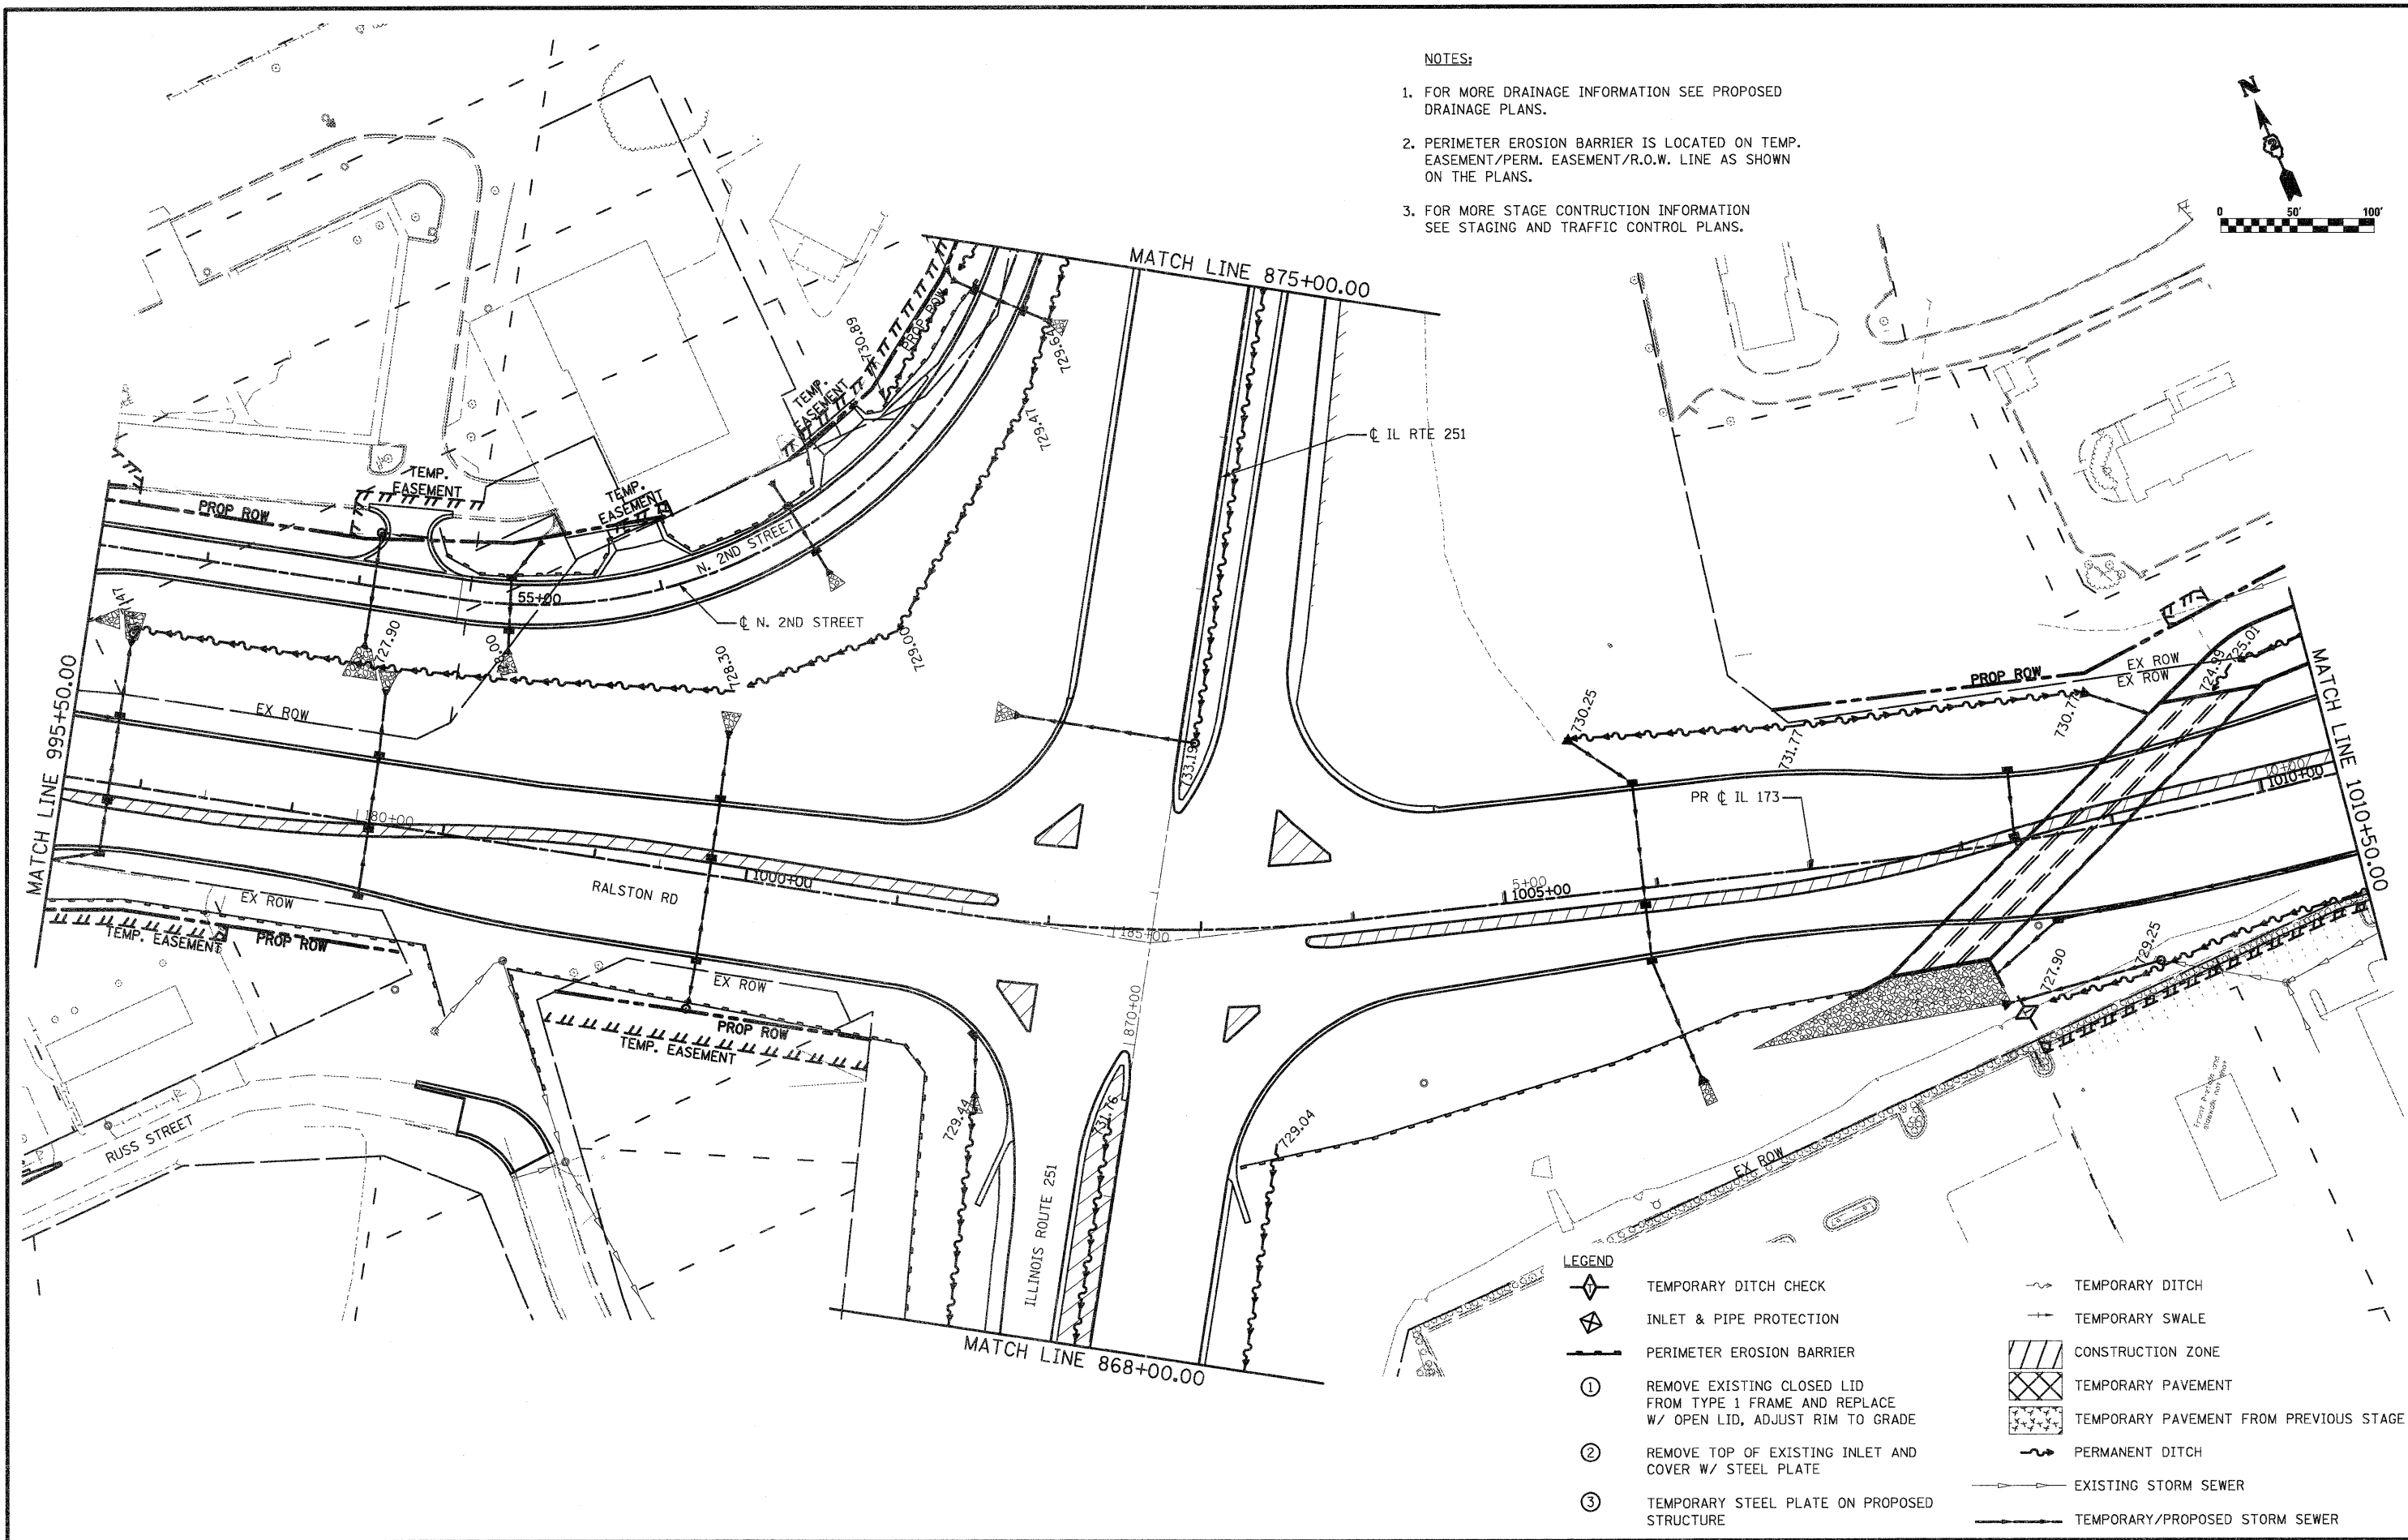 NOTES:
1. FOR MORE DRAINAGE INFORMATION SEE PROPOSED
DRAINAGE PLANS.
2. PERIMETER EROSION BARRIER IS LOCATED ON TEMP.
EASEMENT/PERM. EASEMENT/R.O.W. LINE AS SHOWN
ON THE PLANS.
3. FOR MORE STAGE CONTRUCTION INFORMATION
SEE STAGING AND TRAFFIC CONTROL PLANS.
N
0 50' 100'
MATCH LINE 875+00.00
730.89
PROP ROW
729.64
TEMP.
EASEMENT
729.47
℄ IL RTE 251
TEMP.
EASEMENT
TEMP.
EASEMENT
PROP ROW
N. 2ND STREET
55+00
℄ N. 2ND STREET
727.90
728.30
729.00
EX ROW
MATCH LINE 995+50.00
180+00
733.19
730.25
731.77
730.77
PROP ROW
EX ROW
EX ROW
724.99
725.01
MATCH LINE 1010+50.00
10+00
1010+00
PR ℄ IL 173
RALSTON RD
1000+00
5+00
1005+00
185+00
EX ROW
TEMP. EASEMENT
PROP ROW
EX ROW
PROP ROW
TEMP. EASEMENT
870+00
727.90
729.25
729.44
731.76
729.04
RUSS STREET
ILLINOIS ROUTE 251
EX ROW
MATCH LINE 868+00.00
LEGEND
T
TEMPORARY DITCH CHECK
INLET & PIPE PROTECTION
PERIMETER EROSION BARRIER
1 REMOVE EXISTING CLOSED LID
FROM TYPE 1 FRAME AND REPLACE
W/ OPEN LID, ADJUST RIM TO GRADE
2 REMOVE TOP OF EXISTING INLET AND
COVER W/ STEEL PLATE
3 TEMPORARY STEEL PLATE ON PROPOSED
STRUCTURE
TEMPORARY DITCH
TEMPORARY SWALE
CONSTRUCTION ZONE
TEMPORARY PAVEMENT
TEMPORARY PAVEMENT FROM PREVIOUS STAGE
PERMANENT DITCH
EXISTING STORM SEWER
TEMPORARY/PROPOSED STORM SEWER